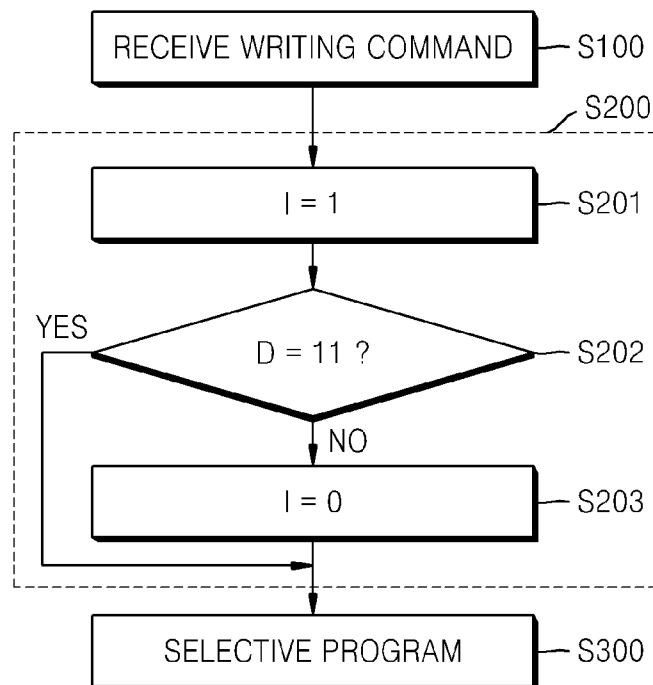 RECEIVE WRITING COMMAND S100
S200
I = 1 S201
YES
D = 11 ? S202
NO
I = 0 S203
SELECTIVE PROGRAM S300